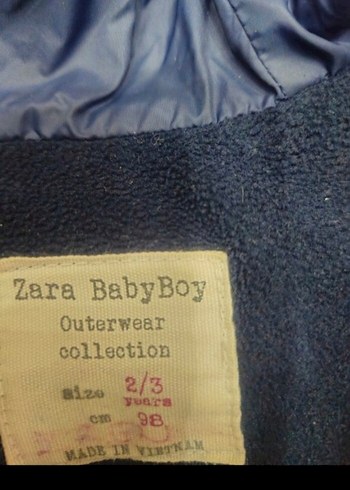 Zara BabyBoy
Outerwear
collection
size 2/3
years
cm 98
MADE IN VIETNAM